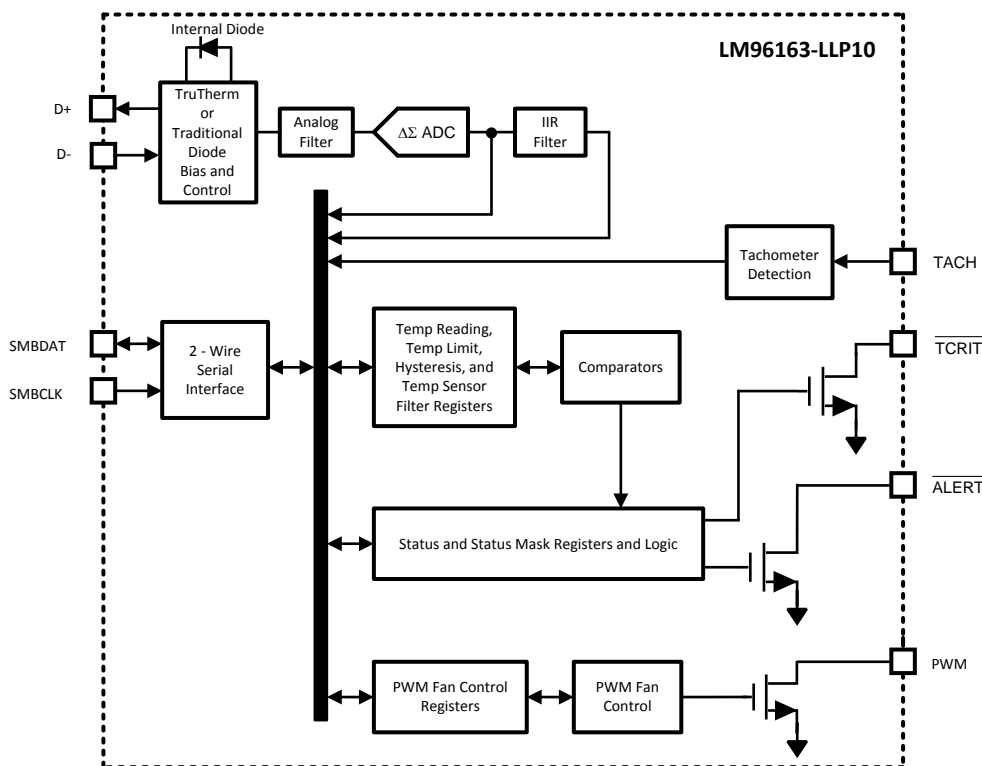 Internal Diode
LM96163-LLP10
D+
D-
TruTherm
or
Traditional
Diode
Bias and
Control
Analog
Filter
ΔΣ ADC
IIR
Filter
Tachometer
Detection
TACH
SMBDAT
SMBCLK
2 - Wire
Serial
Interface
Temp Reading,
Temp Limit,
Hysteresis, and
Temp Sensor
Filter Registers
Comparators
TCRIT
ALERT
Status and Status Mask Registers and Logic
PWM Fan Control
Registers
PWM Fan
Control
PWM